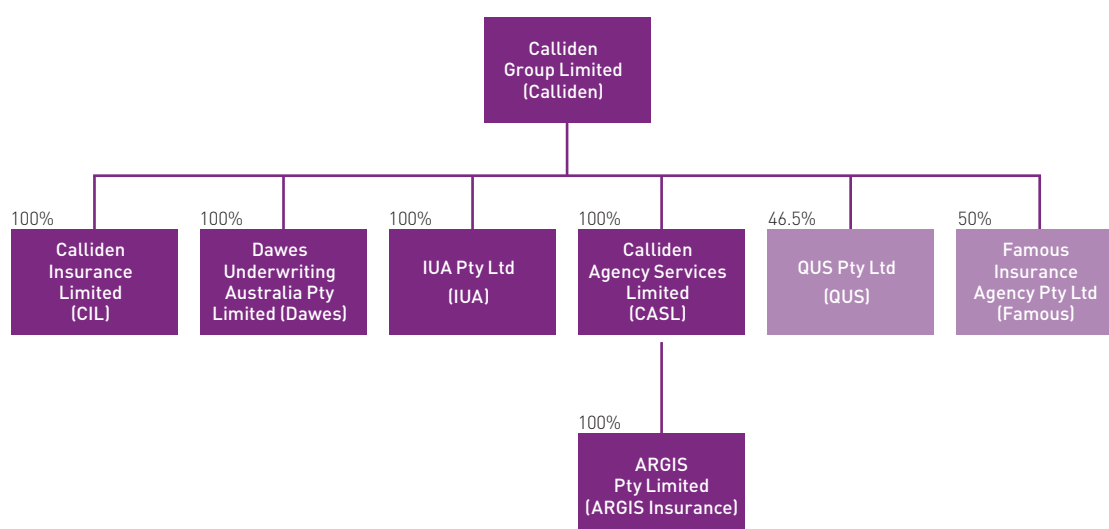 Calliden
Group Limited
(Calliden)
100%
Calliden
Insurance
Limited
(CIL)
100%
Dawes
Underwriting
Australia Pty
Limited (Dawes)
100%
IUA Pty Ltd
(IUA)
100%
Calliden
Agency Services
Limited
(CASL)
46.5%
QUS Pty Ltd
(QUS)
50%
Famous
Insurance
Agency Pty Ltd
(Famous)
100%
ARGIS
Pty Limited
(ARGIS Insurance)